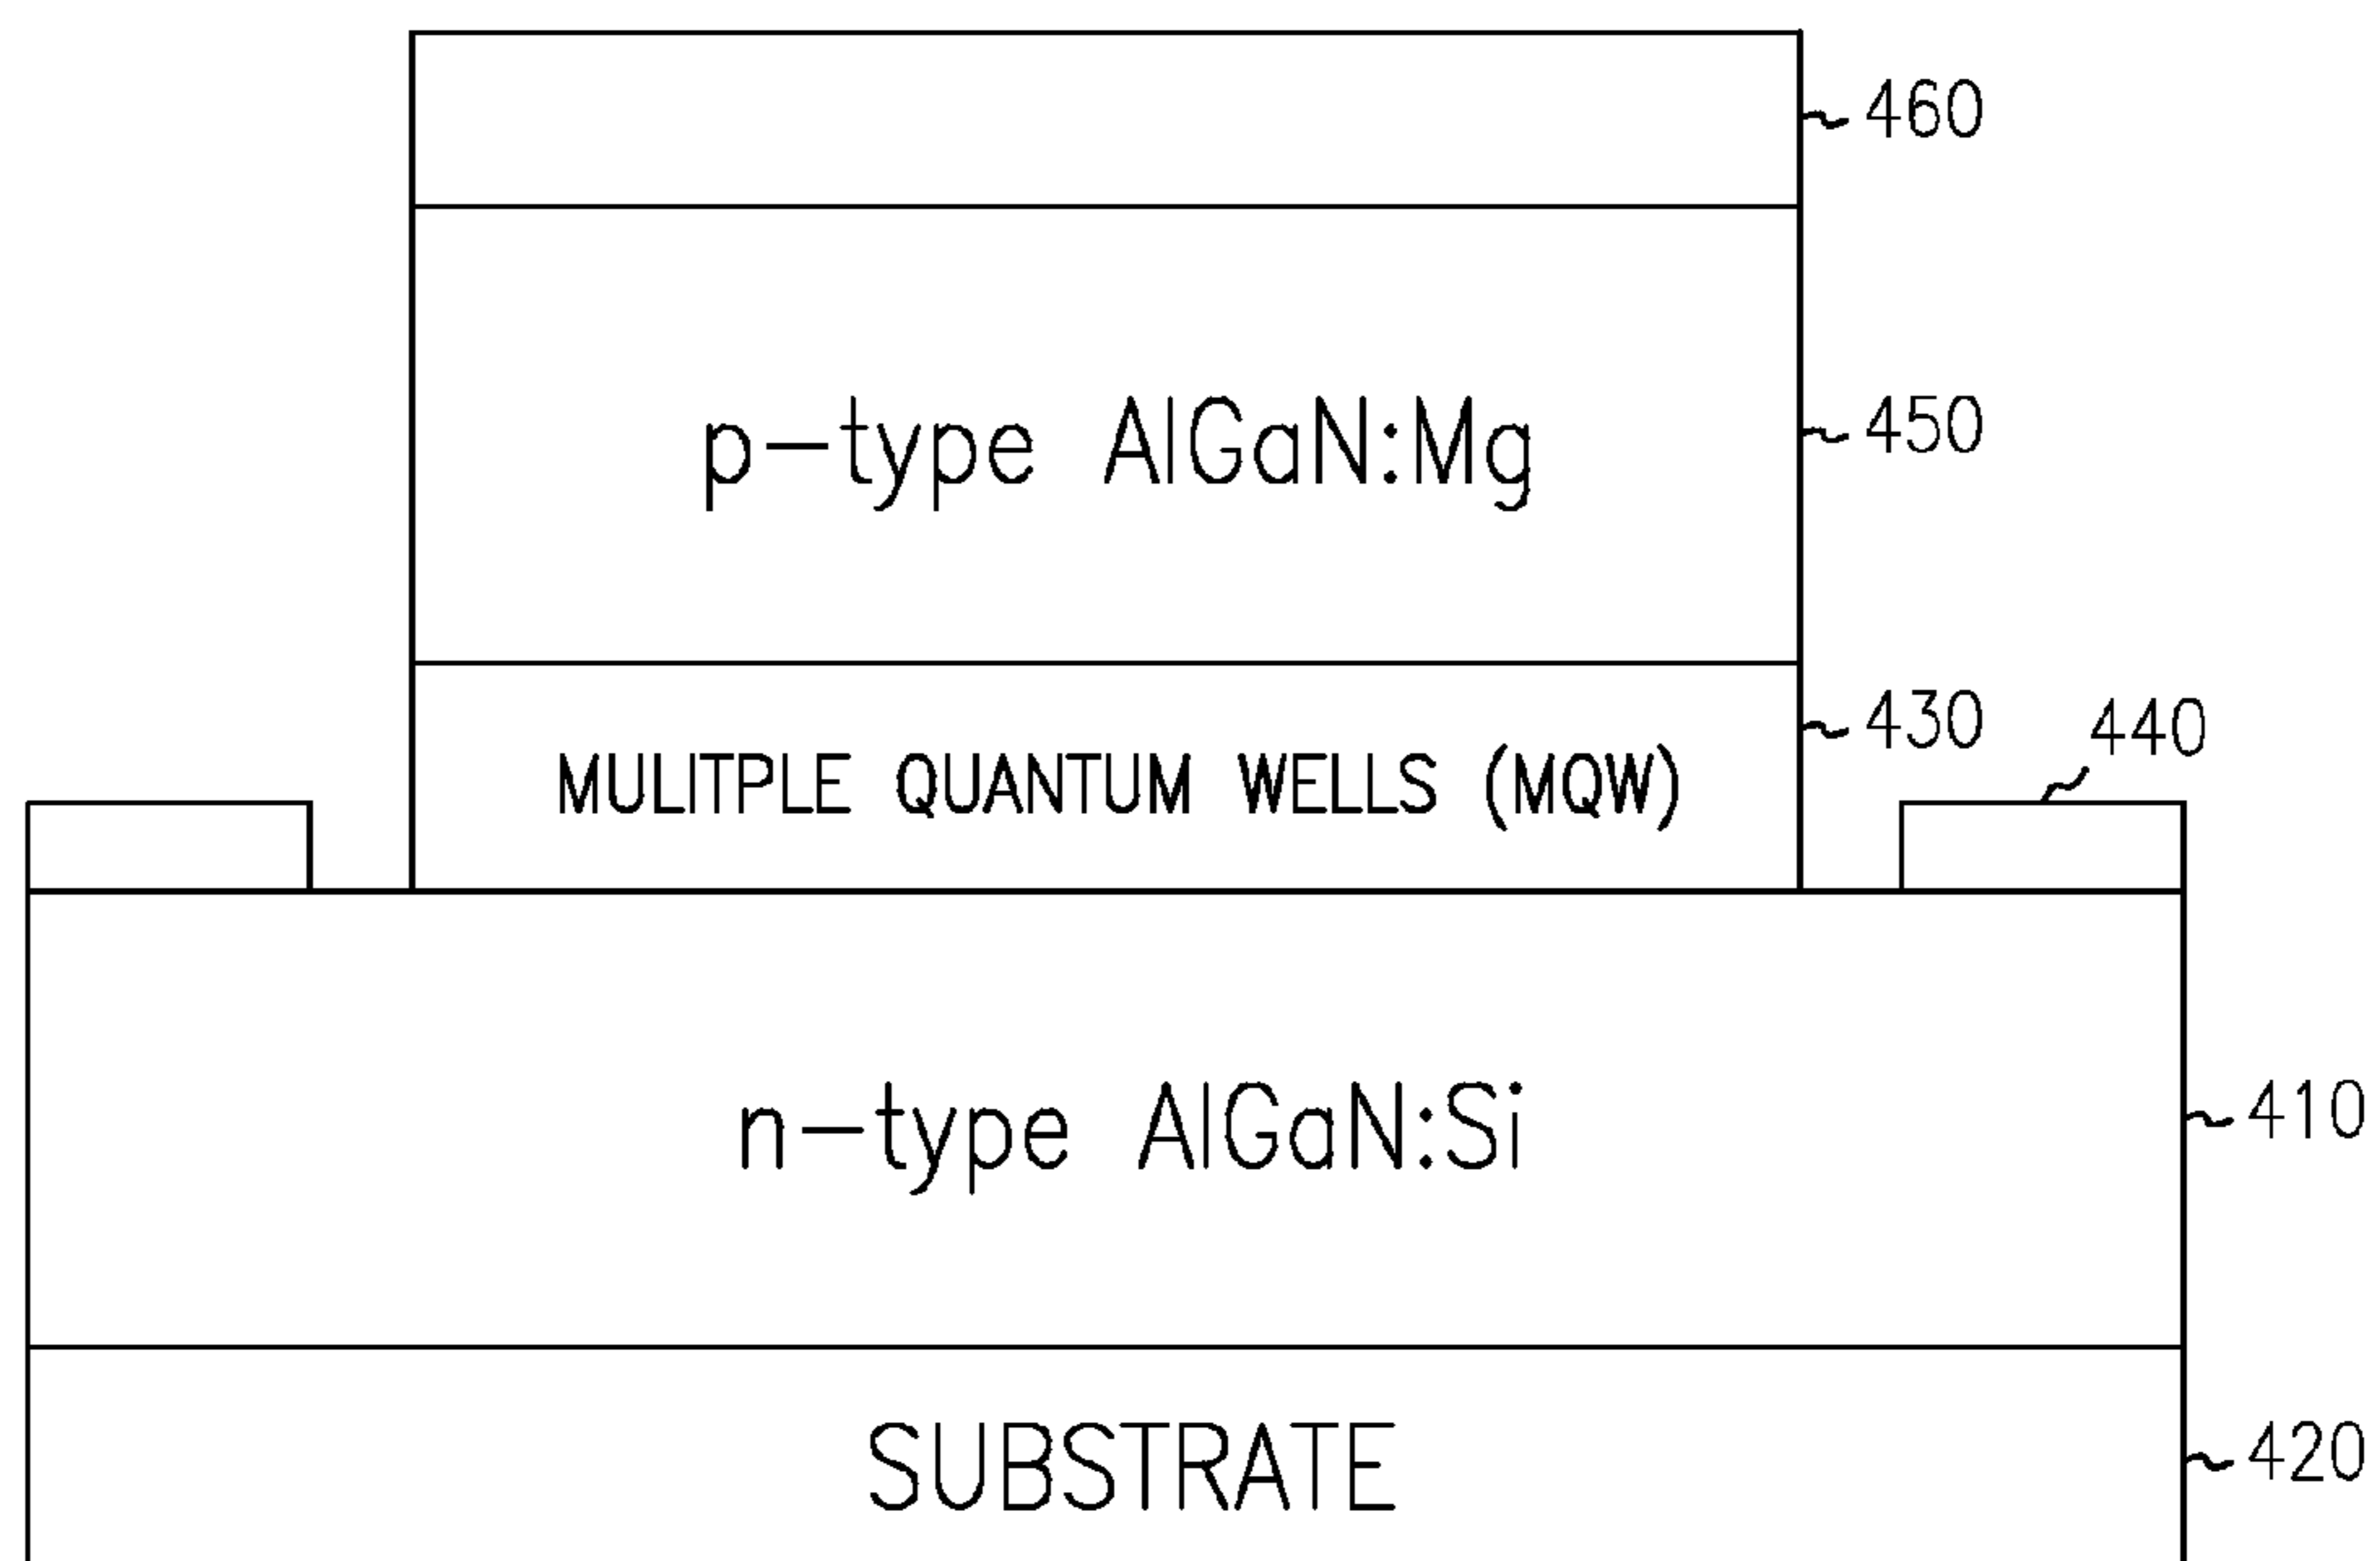 460
p-type AlGaN:Mg
450
430
440
MULITPLE QUANTUM WELLS (MQW)
n-type AlGaN:Si
410
SUBSTRATE
420